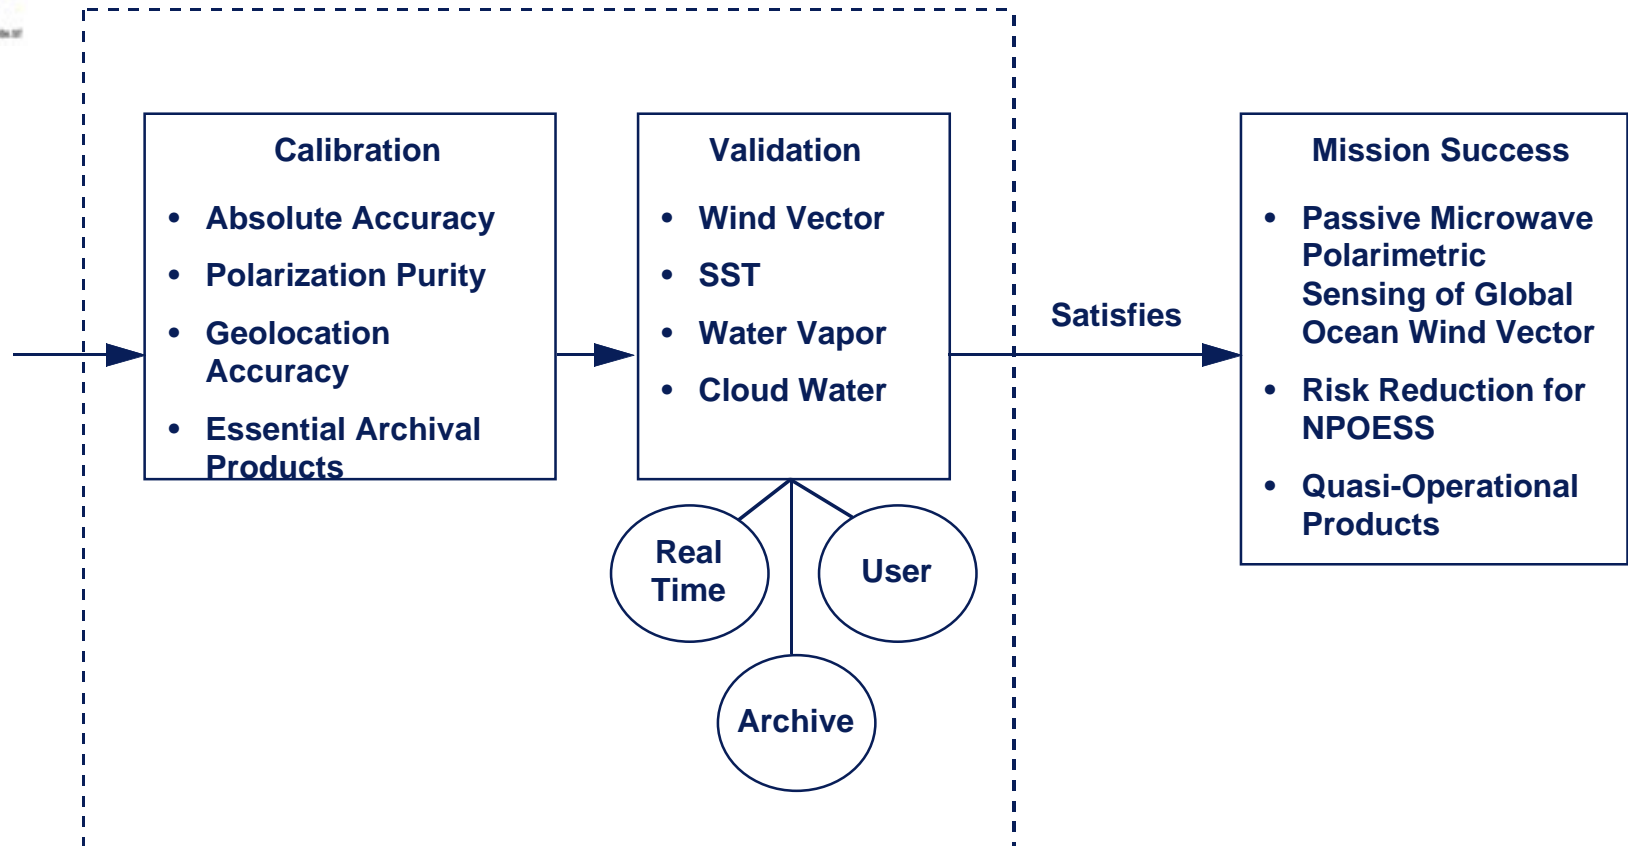 Calibration
• Absolute Accuracy
• Polarization Purity
• Geolocation
Accuracy
• Essential Archival
Products
Validation
• Wind Vector
• SST
• Water Vapor
• Cloud Water
Real
Time
User
Archive
Satisfies
Mission Success
• Passive Microwave
Polarimetric
Sensing of Global
Ocean Wind Vector
• Risk Reduction for
NPOESS
• Quasi-Operational
Products